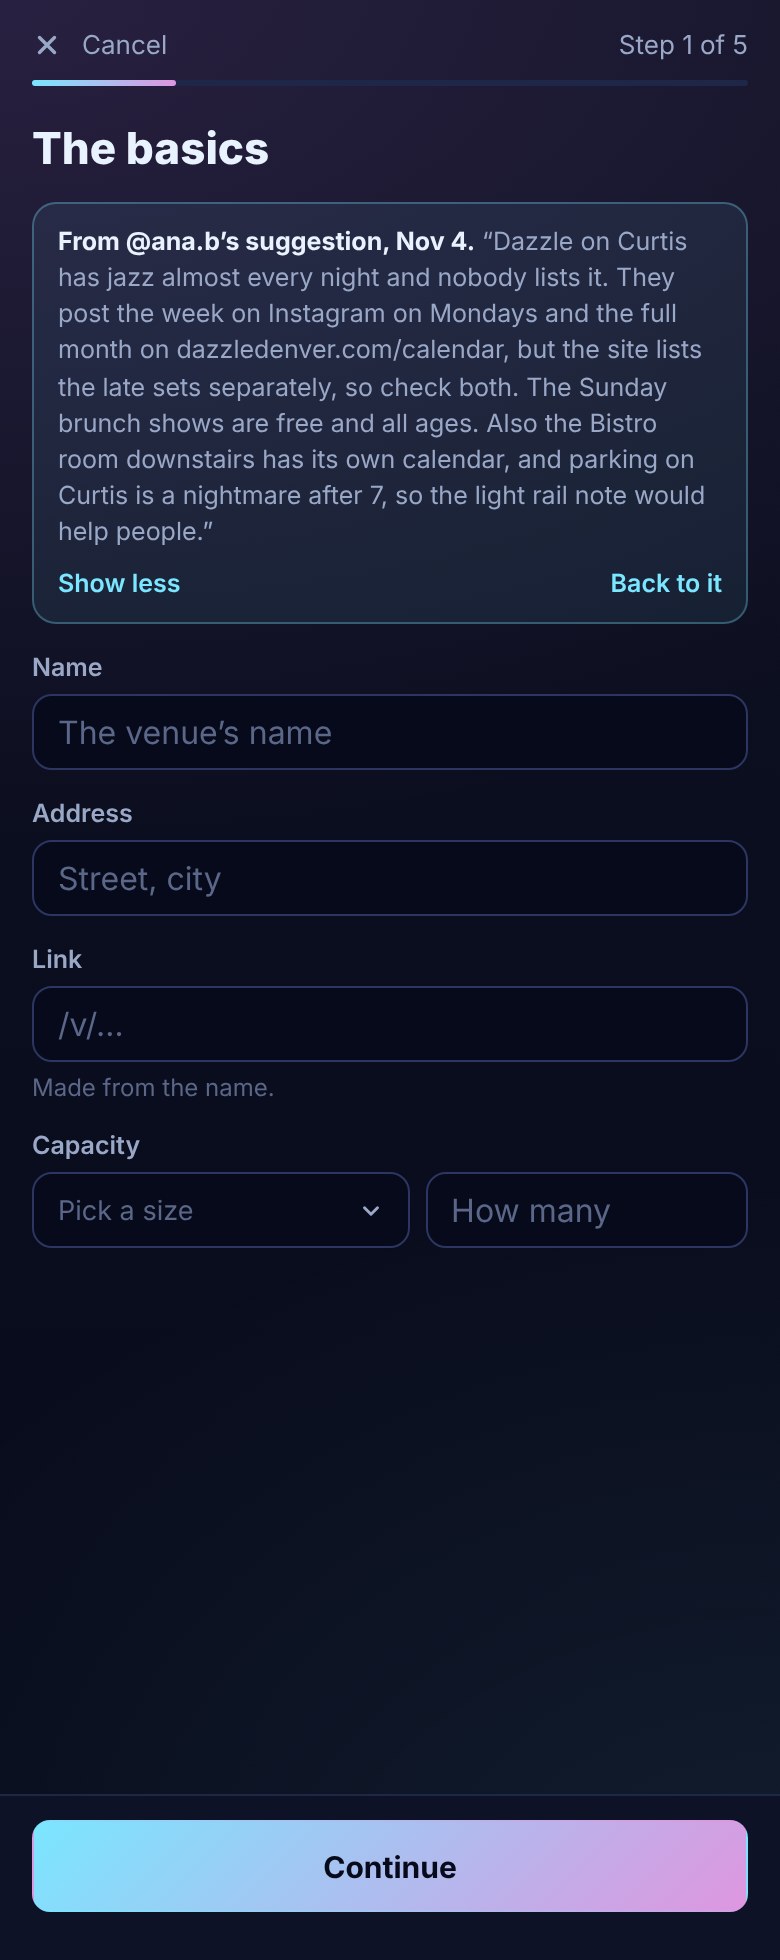 Cancel
Step 1 of 5
The basics
From @ana.b’s suggestion, Nov 4. “Dazzle on Curtis
has jazz almost every night and nobody lists it. They
post the week on Instagram on Mondays and the full
month on dazzledenver.com/calendar, but the site lists
the late sets separately, so check both. The Sunday
brunch shows are free and all ages. Also the Bistro
room downstairs has its own calendar, and parking on
Curtis is a nightmare after 7, so the light rail note would
help people.”
Show less
Back to it
Name
The venue’s name
Address
Street, city
Link
/v/...
Made from the name.
Capacity
Pick a size
How many
Continue